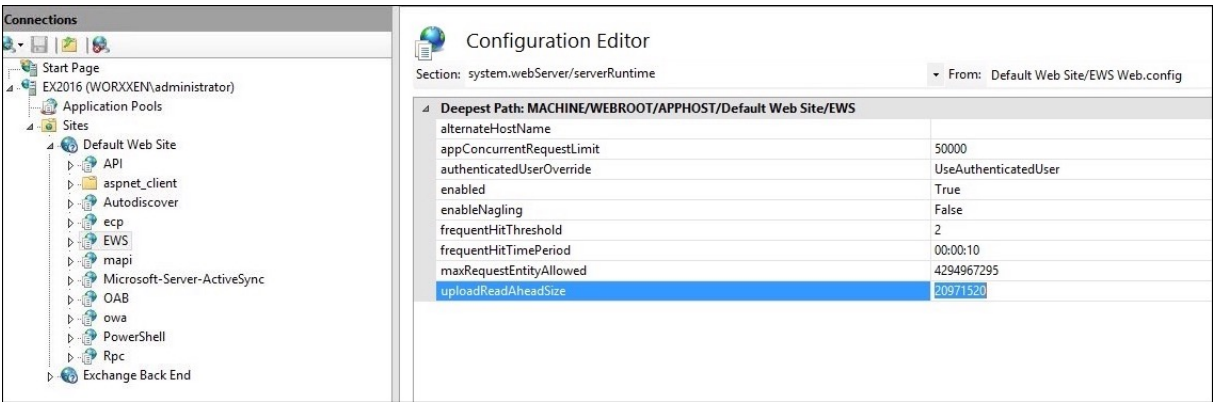 Connections
Start Page
EX2016 (WORXXEN\administrator)
Application Pools
Sites
Default Web Site
API
aspnet_client
Autodiscover
ecp
EWS
mapi
Microsoft-Server-ActiveSync
OAB
owa
PowerShell
Rpc
Exchange Back End
Configuration Editor
Section: system.webServer/serverRuntime From: Default Web Site/EWS Web.config
Deepest Path: MACHINE/WEBROOT/APPHOST/Default Web Site/EWS
alternateHostName
appConcurrentRequestLimit 50000
authenticatedUserOverride UseAuthenticatedUser
enabled True
enableNagling False
frequentHitThreshold 2
frequentHitTimePeriod 00:00:10
maxRequestEntityAllowed 4294967295
uploadReadAheadSize 20971520